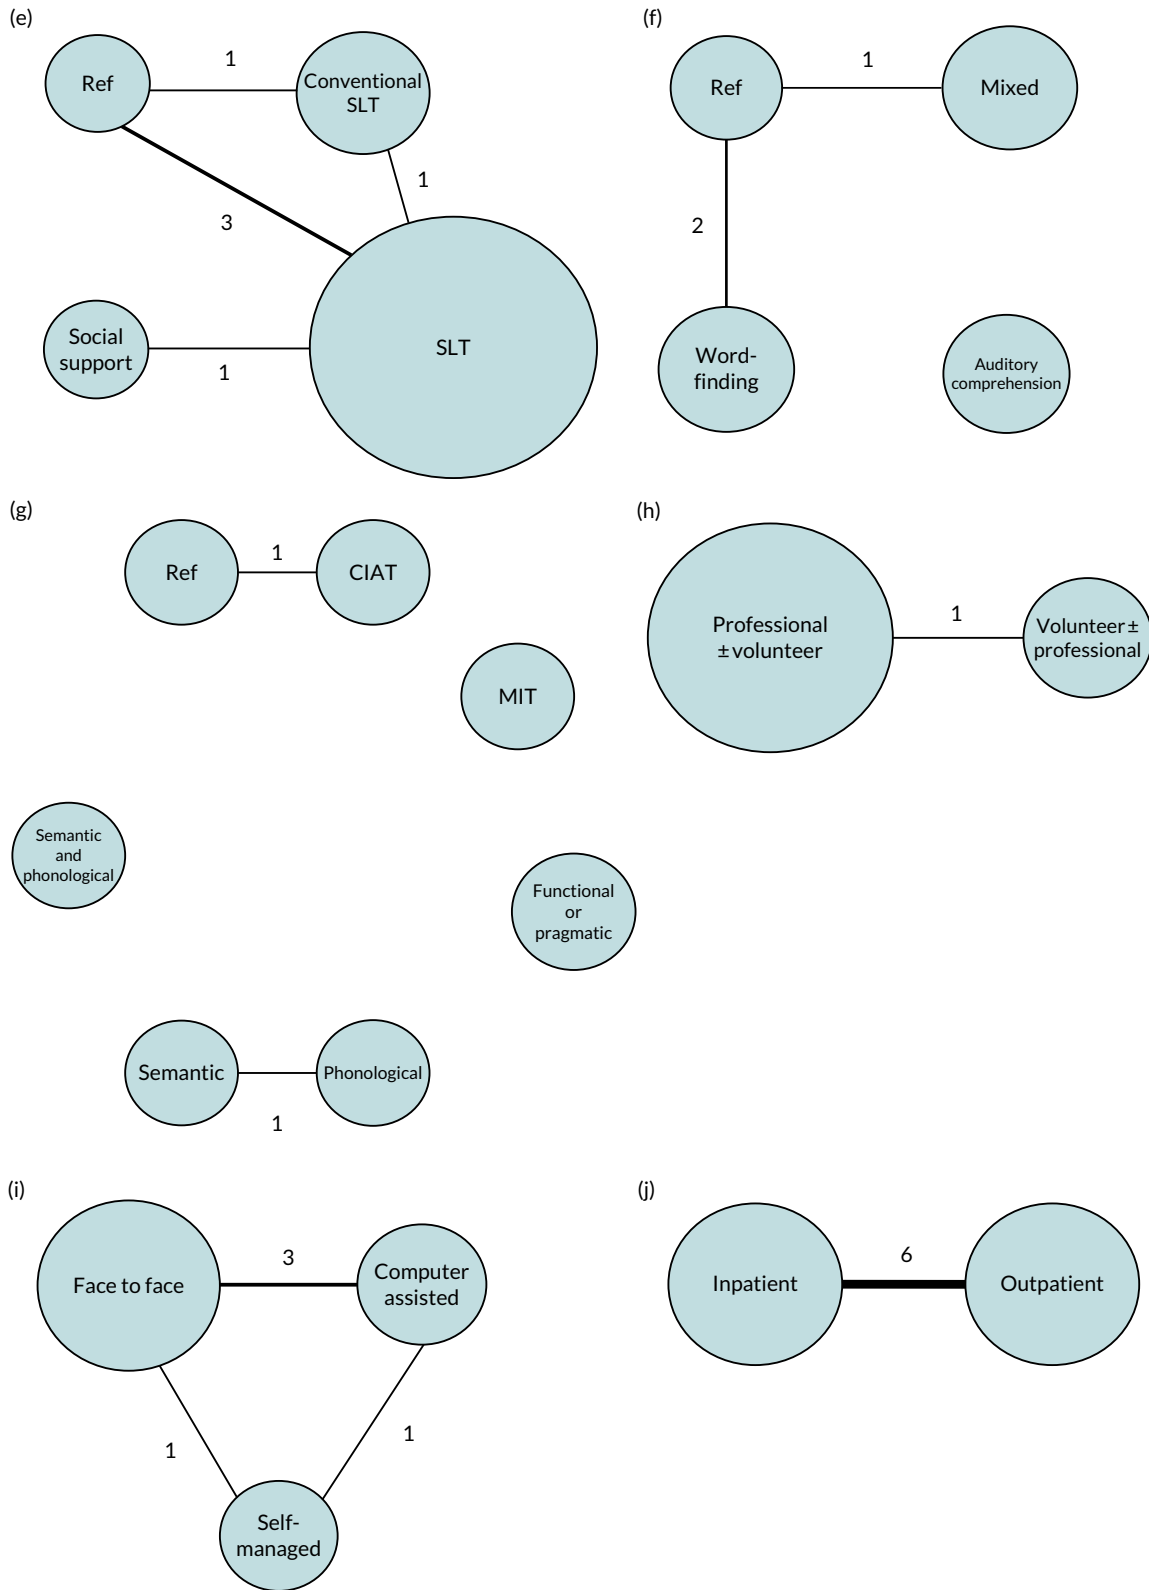 (e)
Ref
1
Conventional
SLT
1
3
Social
support
1
SLT
(f)
Ref
1
Mixed
2
Word-
finding
Auditory
comprehension
(g)
Ref
1
CIAT
MIT
Semantic
and
phonological
Functional
or
pragmatic
Semantic
1
Phonological
(h)
Professional
± volunteer
1
Volunteer ±
professional
(i)
Face to face
3
Computer
assisted
1
1
Self-
managed
(j)
Inpatient
6
Outpatient